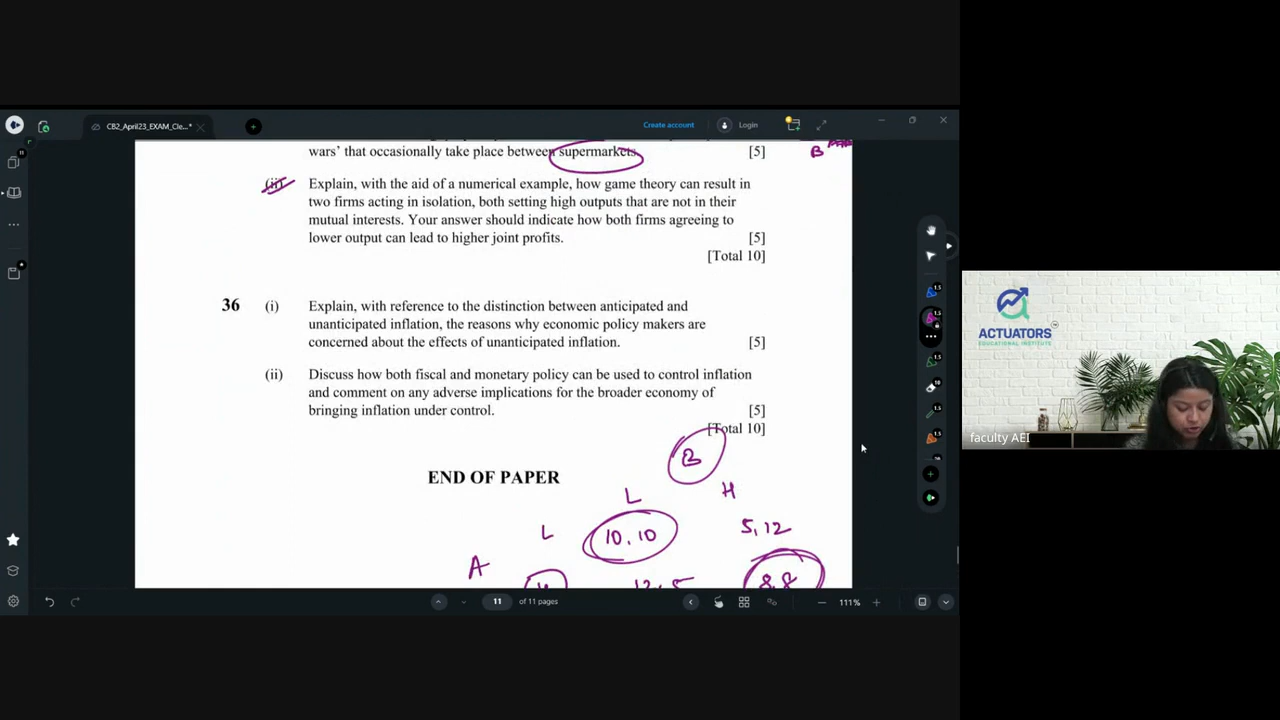 CB2_April23_EXAM_Cle...*
Create account
Login
wars' that occasionally take place between supermarkets. [5]
B
(ii) Explain, with the aid of a numerical example, how game theory can result in
two firms acting in isolation, both setting high outputs that are not in their
mutual interests. Your answer should indicate how both firms agreeing to
lower output can lead to higher joint profits. [5]
[Total 10]
36 (i) Explain, with reference to the distinction between anticipated and
unanticipated inflation, the reasons why economic policy makers are
concerned about the effects of unanticipated inflation. [5]
(ii) Discuss how both fiscal and monetary policy can be used to control inflation
and comment on any adverse implications for the broader economy of
bringing inflation under control. [5]
[Total 10]
B
END OF PAPER
L H
L 10, 10 5, 12
A
H 12, 5 8, 8
11 of 11 pages
111%
ACTUATORS
EDUCATIONAL INSTITUTE
TM
faculty AEI